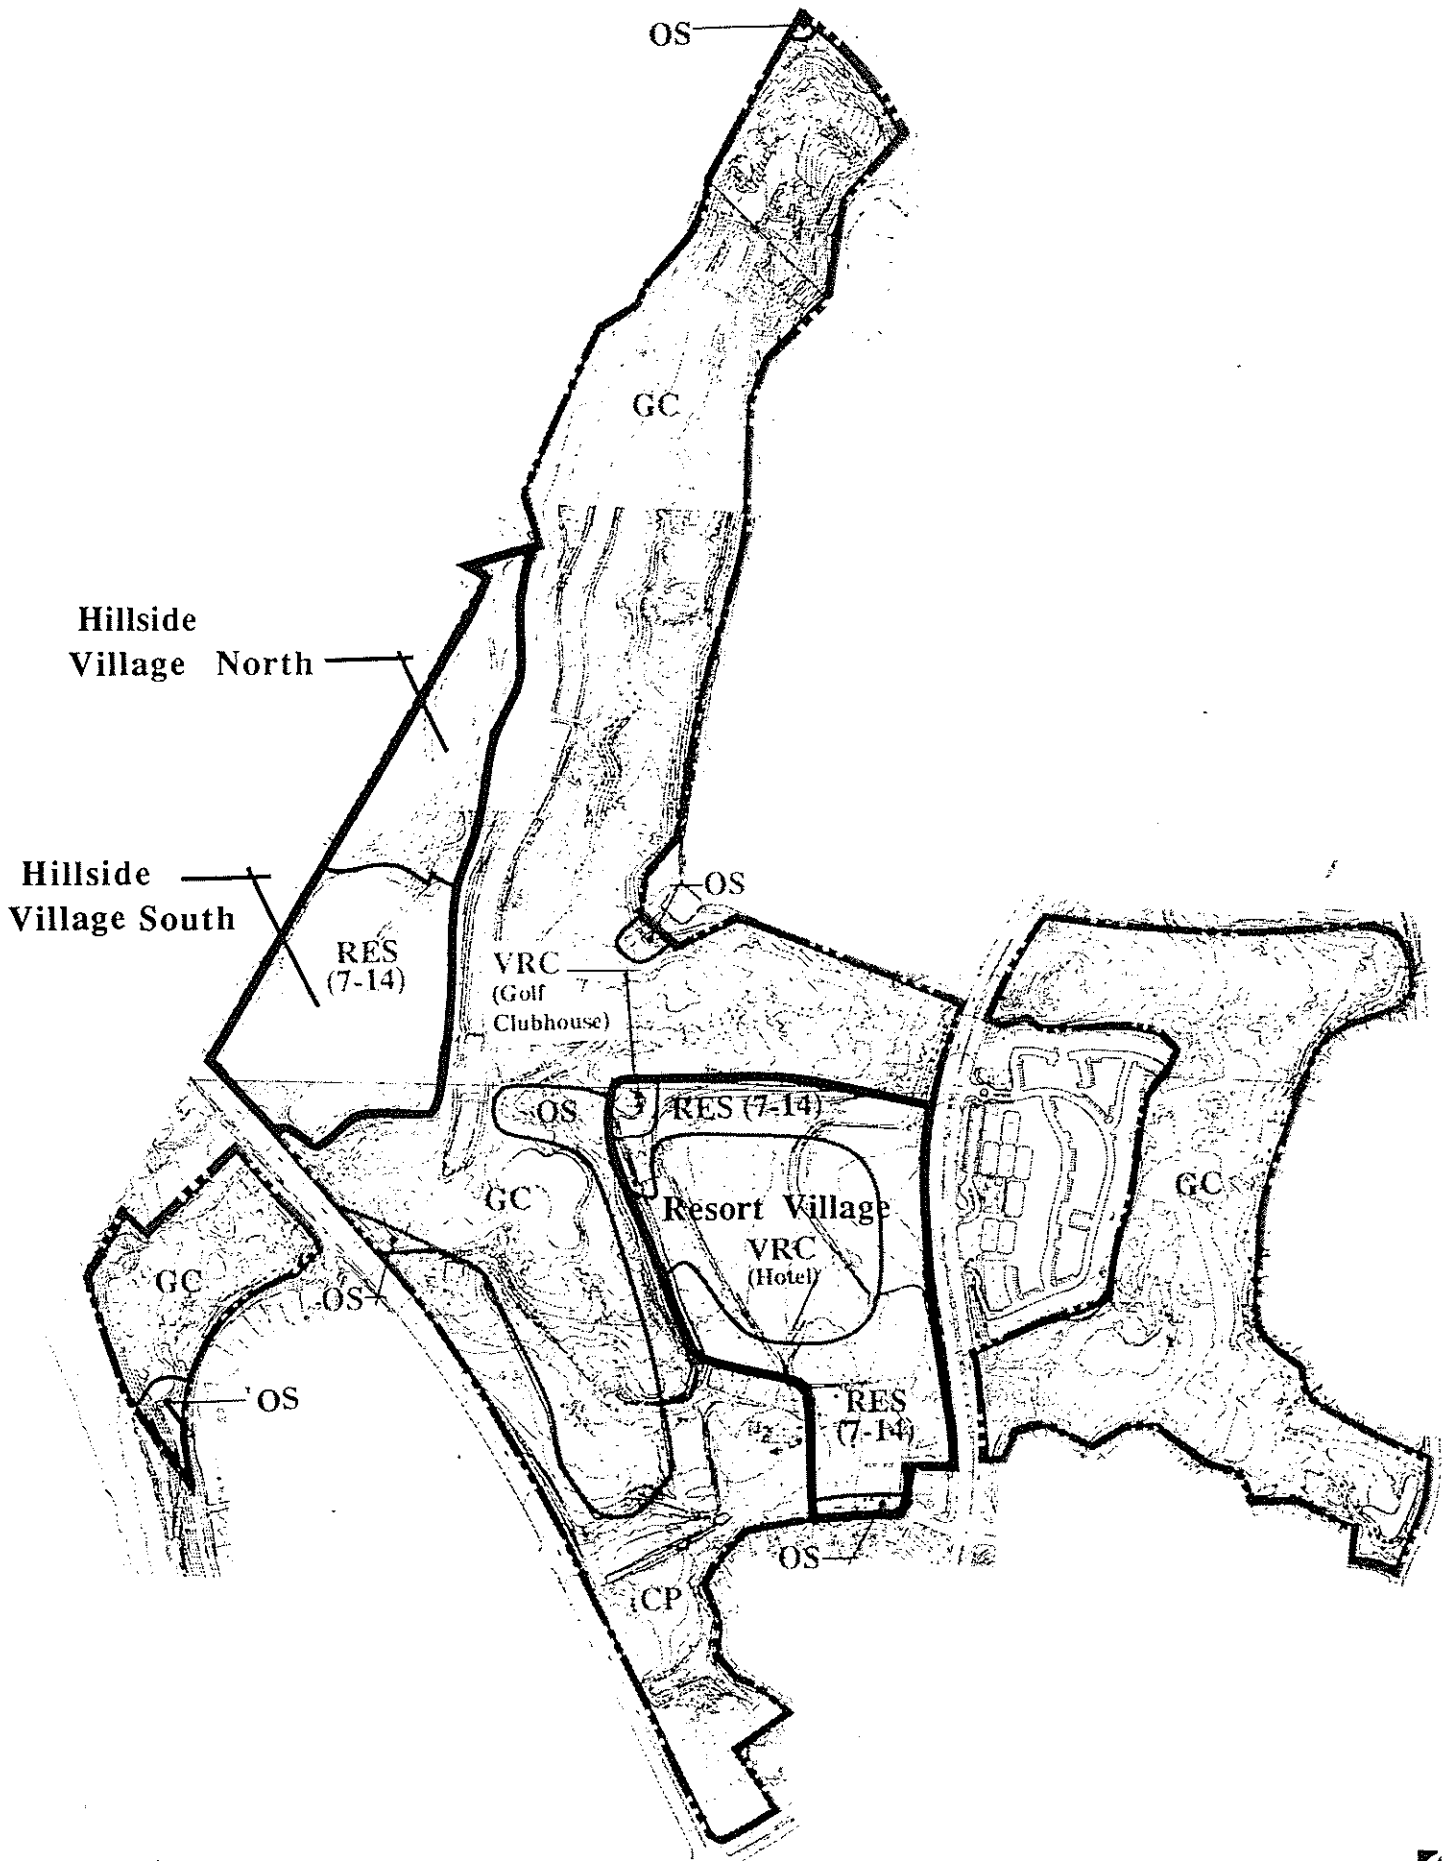 OS
GC
Hillside
Village North
Hillside
Village South
OS
RES
(7-14)
VRC
(Golf
Clubhouse)
OS
RES (7-14)
GC
Resort Village
VRC
(Hotel)
GC
GC
OS
OS
RES
(7-14)
OS
CP